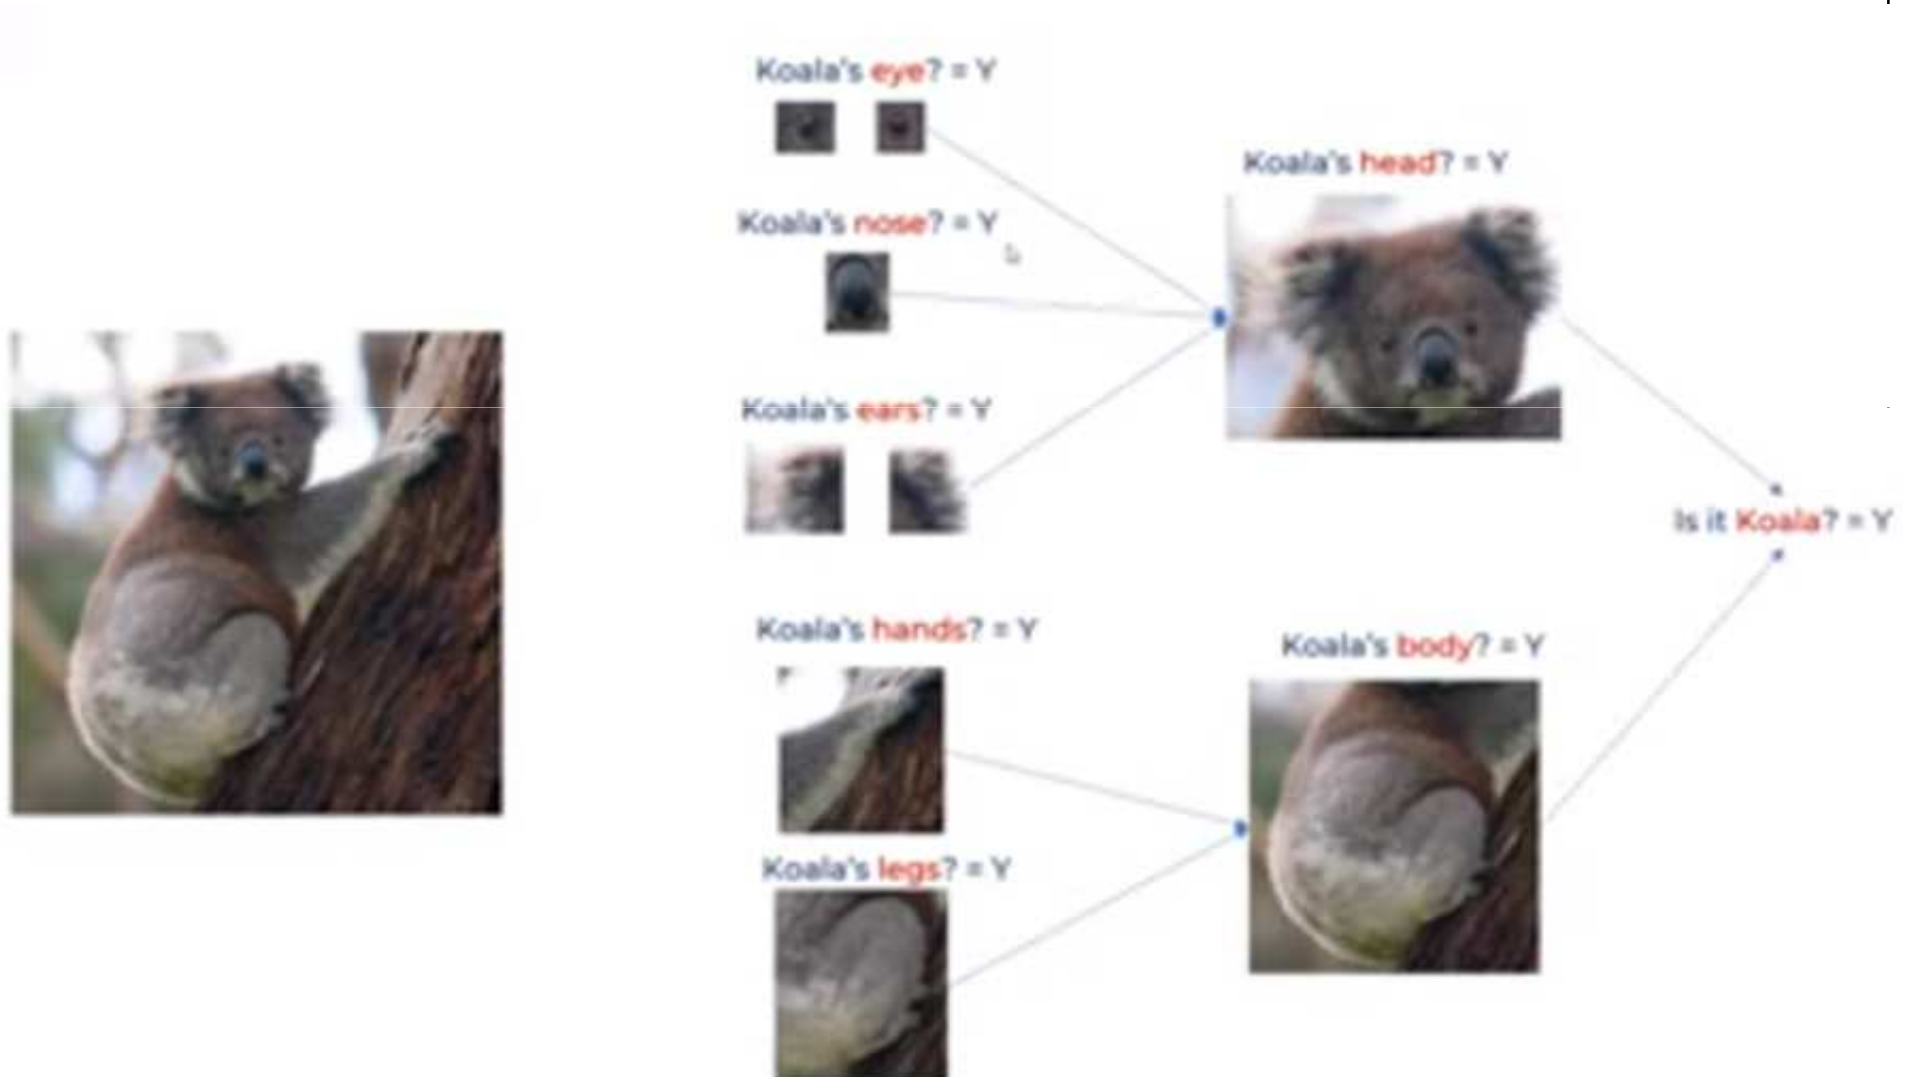 Koala's eye? = Y
Koala's nose? = Y
Koala's ears? = Y
Koala's head? = Y
Koala's hands? = Y
Koala's legs? = Y
Koala's body? = Y
Is it Koala? = Y